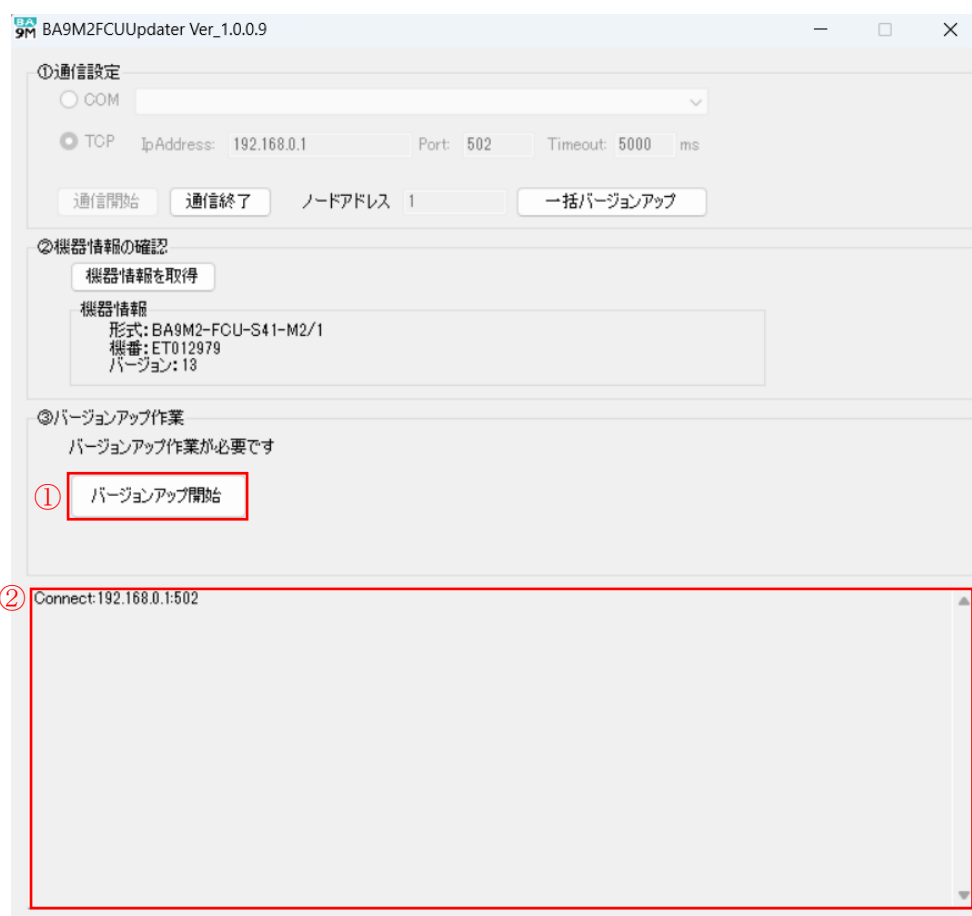 BA
9M BA9M2FCUUpdater Ver_1.0.0.9
①通信設定
COM
TCP IpAddress: 192.168.0.1 Port: 502 Timeout: 5000 ms
通信開始 通信終了 ノードアドレス 1 一括バージョンアップ
②機器情報の確認
機器情報を取得
機器情報
形式:BA9M2-FCU-S41-M2/1
機番:ET012979
バージョン:13
③バージョンアップ作業
バージョンアップ作業が必要です
① バージョンアップ開始
② Connect:192.168.0.1:502